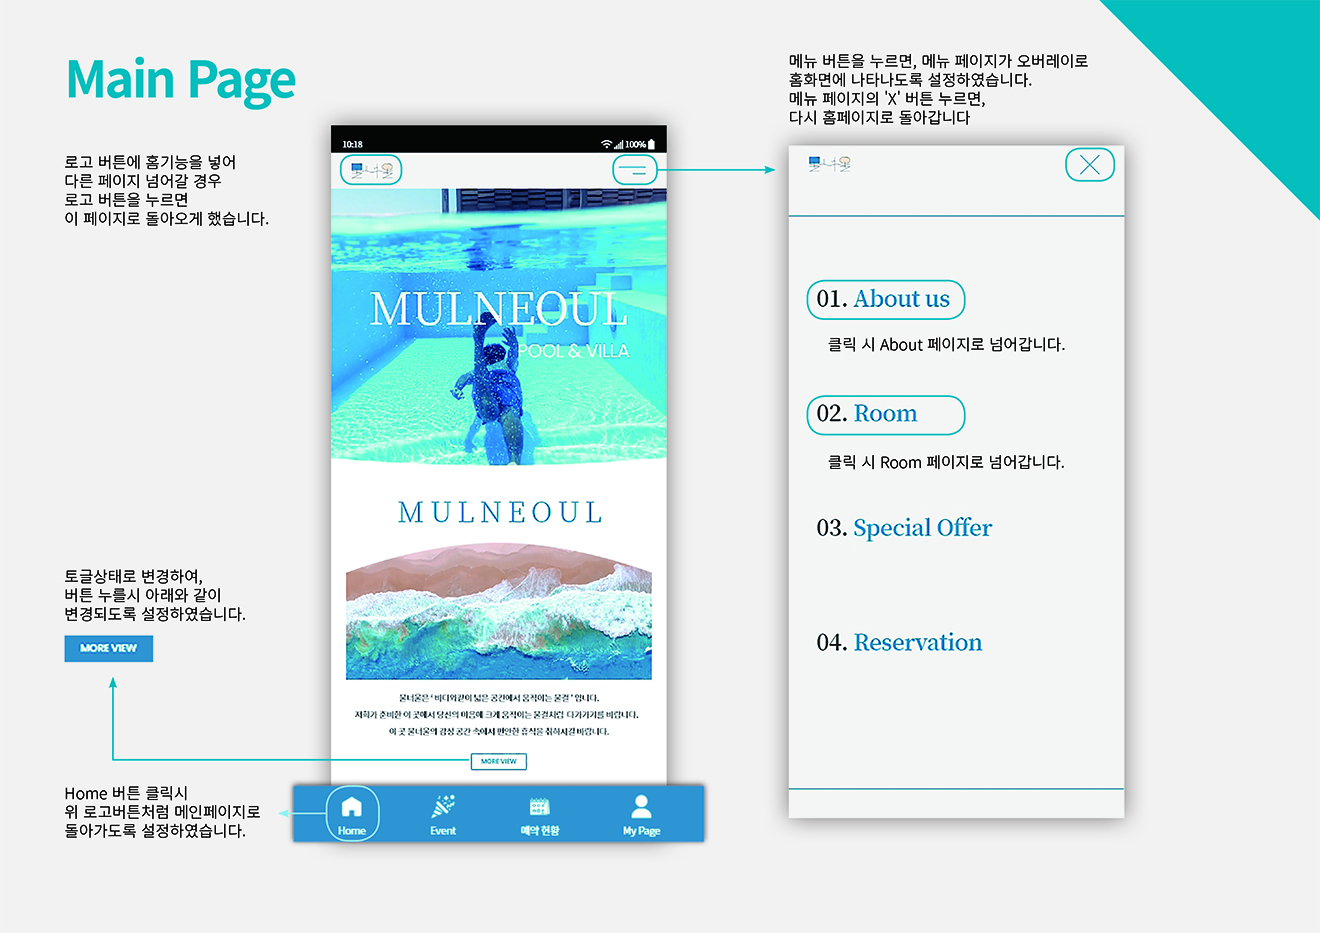 Main Page
로고 버튼에 홈기능을 넣어
다른 페이지 넘어갈 경우
로고 버튼을 누르면
이 페이지로 돌아오게 했습니다.
메뉴 버튼을 누르면, 메뉴 페이지가 오버레이로
홈화면에 나타나도록 설정하였습니다.
메뉴 페이지의 'X' 버튼 누르면,
다시 홈페이지로 돌아갑니다
10:18
100%
MULNEOUL
POOL & VILLA
MULNEOUL
물너울은 ‘ 바다와같이 넓은 공간에서 움직이는 물결 ’ 입니다.
저희가 준비한 이 곳에서 당신의 마음에 크게 움직이는 물결처럼 다가가기를 바랍니다.
이 곳 물너울의 감성 공간 속에서 편안한 휴식을 취하시길 바랍니다.
MORE VIEW
토글상태로 변경하여,
버튼 누를시 아래와 같이
변경되도록 설정하였습니다.
MORE VIEW
Home 버튼 클릭시
위 로고버튼처럼 메인페이지로
돌아가도록 설정하였습니다.
Home
Event
예약 현황
My Page
01. About us
클릭 시 About 페이지로 넘어갑니다.
02. Room
클릭 시 Room 페이지로 넘어갑니다.
03. Special Offer
04. Reservation